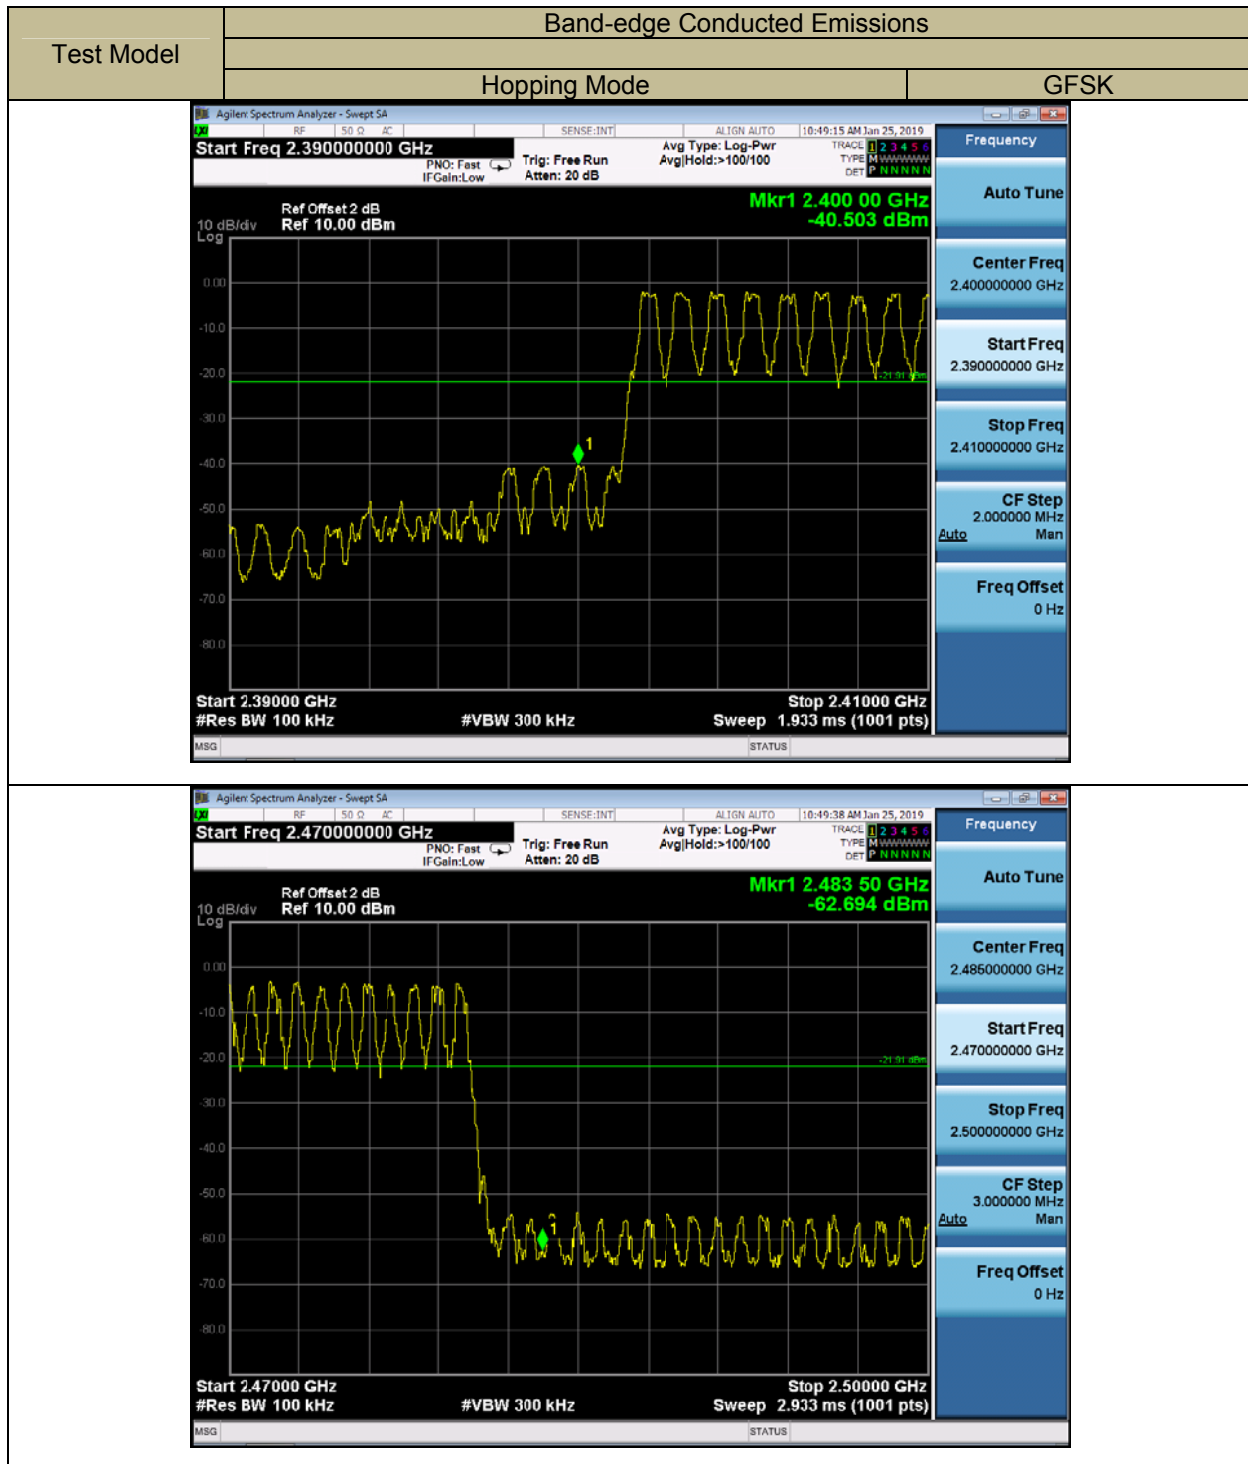 Test Model
Band-edge Conducted Emissions
Hopping Mode
GFSK
Agilent Spectrum Analyzer - Swept SA
LXI RF 50 Ω AC SENSE:INT ALIGN AUTO 10:49:15 AM Jan 25, 2019
Start Freq 2.390000000 GHz
PNO: Fast
IFGain:Low
Trig: Free Run
Atten: 20 dB
Avg Type: Log-Pwr
Avg|Hold:>100/100
TRACE 1 2 3 4 5 6
TYPE M WWWWW
DET P N N N N N
Mkr1 2.400 00 GHz
-40.503 dBm
Ref Offset 2 dB
10 dB/div Ref 10.00 dBm
Log
0.00
-10.0
-20.0
-21.91 dBm
-30.0
1
-40.0
-50.0
-60.0
-70.0
-80.0
Start 2.39000 GHz Stop 2.41000 GHz
#Res BW 100 kHz #VBW 300 kHz Sweep 1.933 ms (1001 pts)
MSG STATUS
Frequency
Auto Tune
Center Freq
2.400000000 GHz
Start Freq
2.390000000 GHz
Stop Freq
2.410000000 GHz
CF Step
2.000000 MHz
Auto Man
Freq Offset
0 Hz
Agilent Spectrum Analyzer - Swept SA
LXI RF 50 Ω AC SENSE:INT ALIGN AUTO 10:49:38 AM Jan 25, 2019
Start Freq 2.470000000 GHz
PNO: Fast
IFGain:Low
Trig: Free Run
Atten: 20 dB
Avg Type: Log-Pwr
Avg|Hold:>100/100
TRACE 1 2 3 4 5 6
TYPE M WWWWW
DET P N N N N N
Mkr1 2.483 50 GHz
-62.694 dBm
Ref Offset 2 dB
10 dB/div Ref 10.00 dBm
Log
0.00
-10.0
-20.0
-21.91 dBm
-30.0
-40.0
-50.0
1
-60.0
-70.0
-80.0
Start 2.47000 GHz Stop 2.50000 GHz
#Res BW 100 kHz #VBW 300 kHz Sweep 2.933 ms (1001 pts)
MSG STATUS
Frequency
Auto Tune
Center Freq
2.485000000 GHz
Start Freq
2.470000000 GHz
Stop Freq
2.500000000 GHz
CF Step
3.000000 MHz
Auto Man
Freq Offset
0 Hz